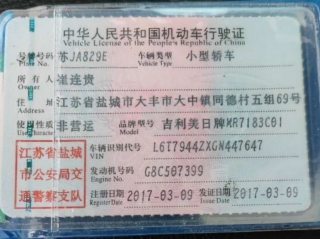 中华人民共和国机动车行驶证
Vehicle License of the People's Republic of China
号牌号码 苏JA829E 车辆类型 小型轿车
Plate No. Vehicle Type
所有人 崔连贵
Owner
住址 江苏省盐城市大丰市大中镇同德村五组69号
Address
使用性质 非营运 品牌型号 吉利美日牌MR7183C01
Use Character Model
江苏省盐城市公安局交通警察支队
车辆识别代号 L6T7944ZXGN447647
VIN
发动机号码 G8C507399
Engine No.
注册日期 2017-03-09 发证日期 2017-03-09
Register Date Issue Date